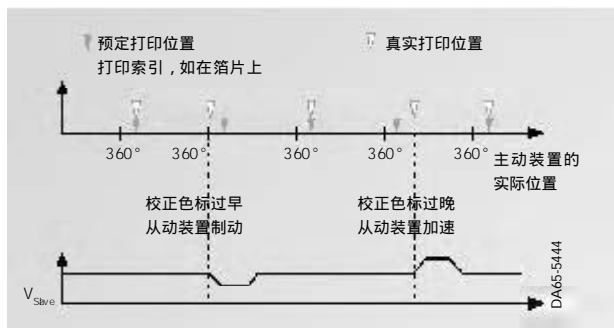 预定打印位置
打印索引,如在箔片上
真实打印位置
360° 360° 360° 360° 360°
主动装置的
实际位置
校正色标过早
从动装置制动
校正色标过晚
从动装置加速
V Slave
DA65-5444